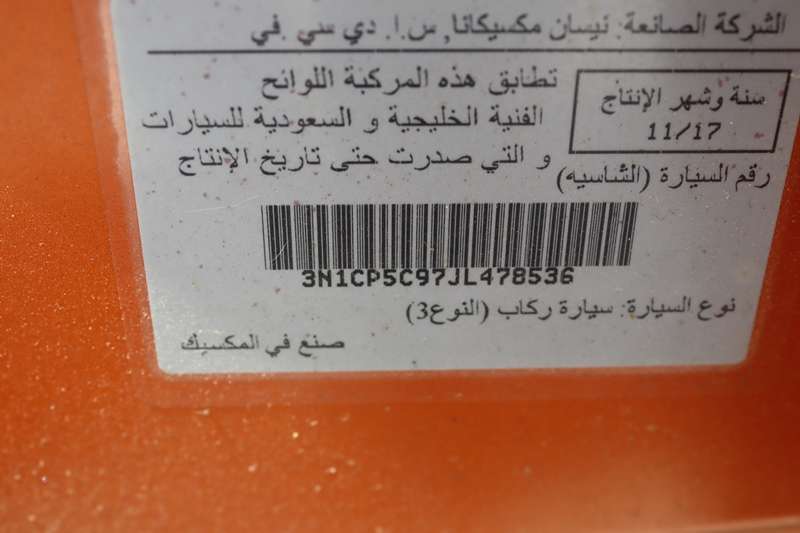 الشركة الصانعة: نيسان مكسيكانا, س.ا. دي سي .في
سنة وشهر الإنتاج
11/17
تطابق هذه المركبة اللوائح
الفنية الخليجية و السعودية للسيارات
و التي صدرت حتى تاريخ الإنتاج
رقم السيارة (الشاسيه)
3N1CP5C97JL478536
نوع السيارة: سيارة ركاب (النوع3)
صنع في المكسيك